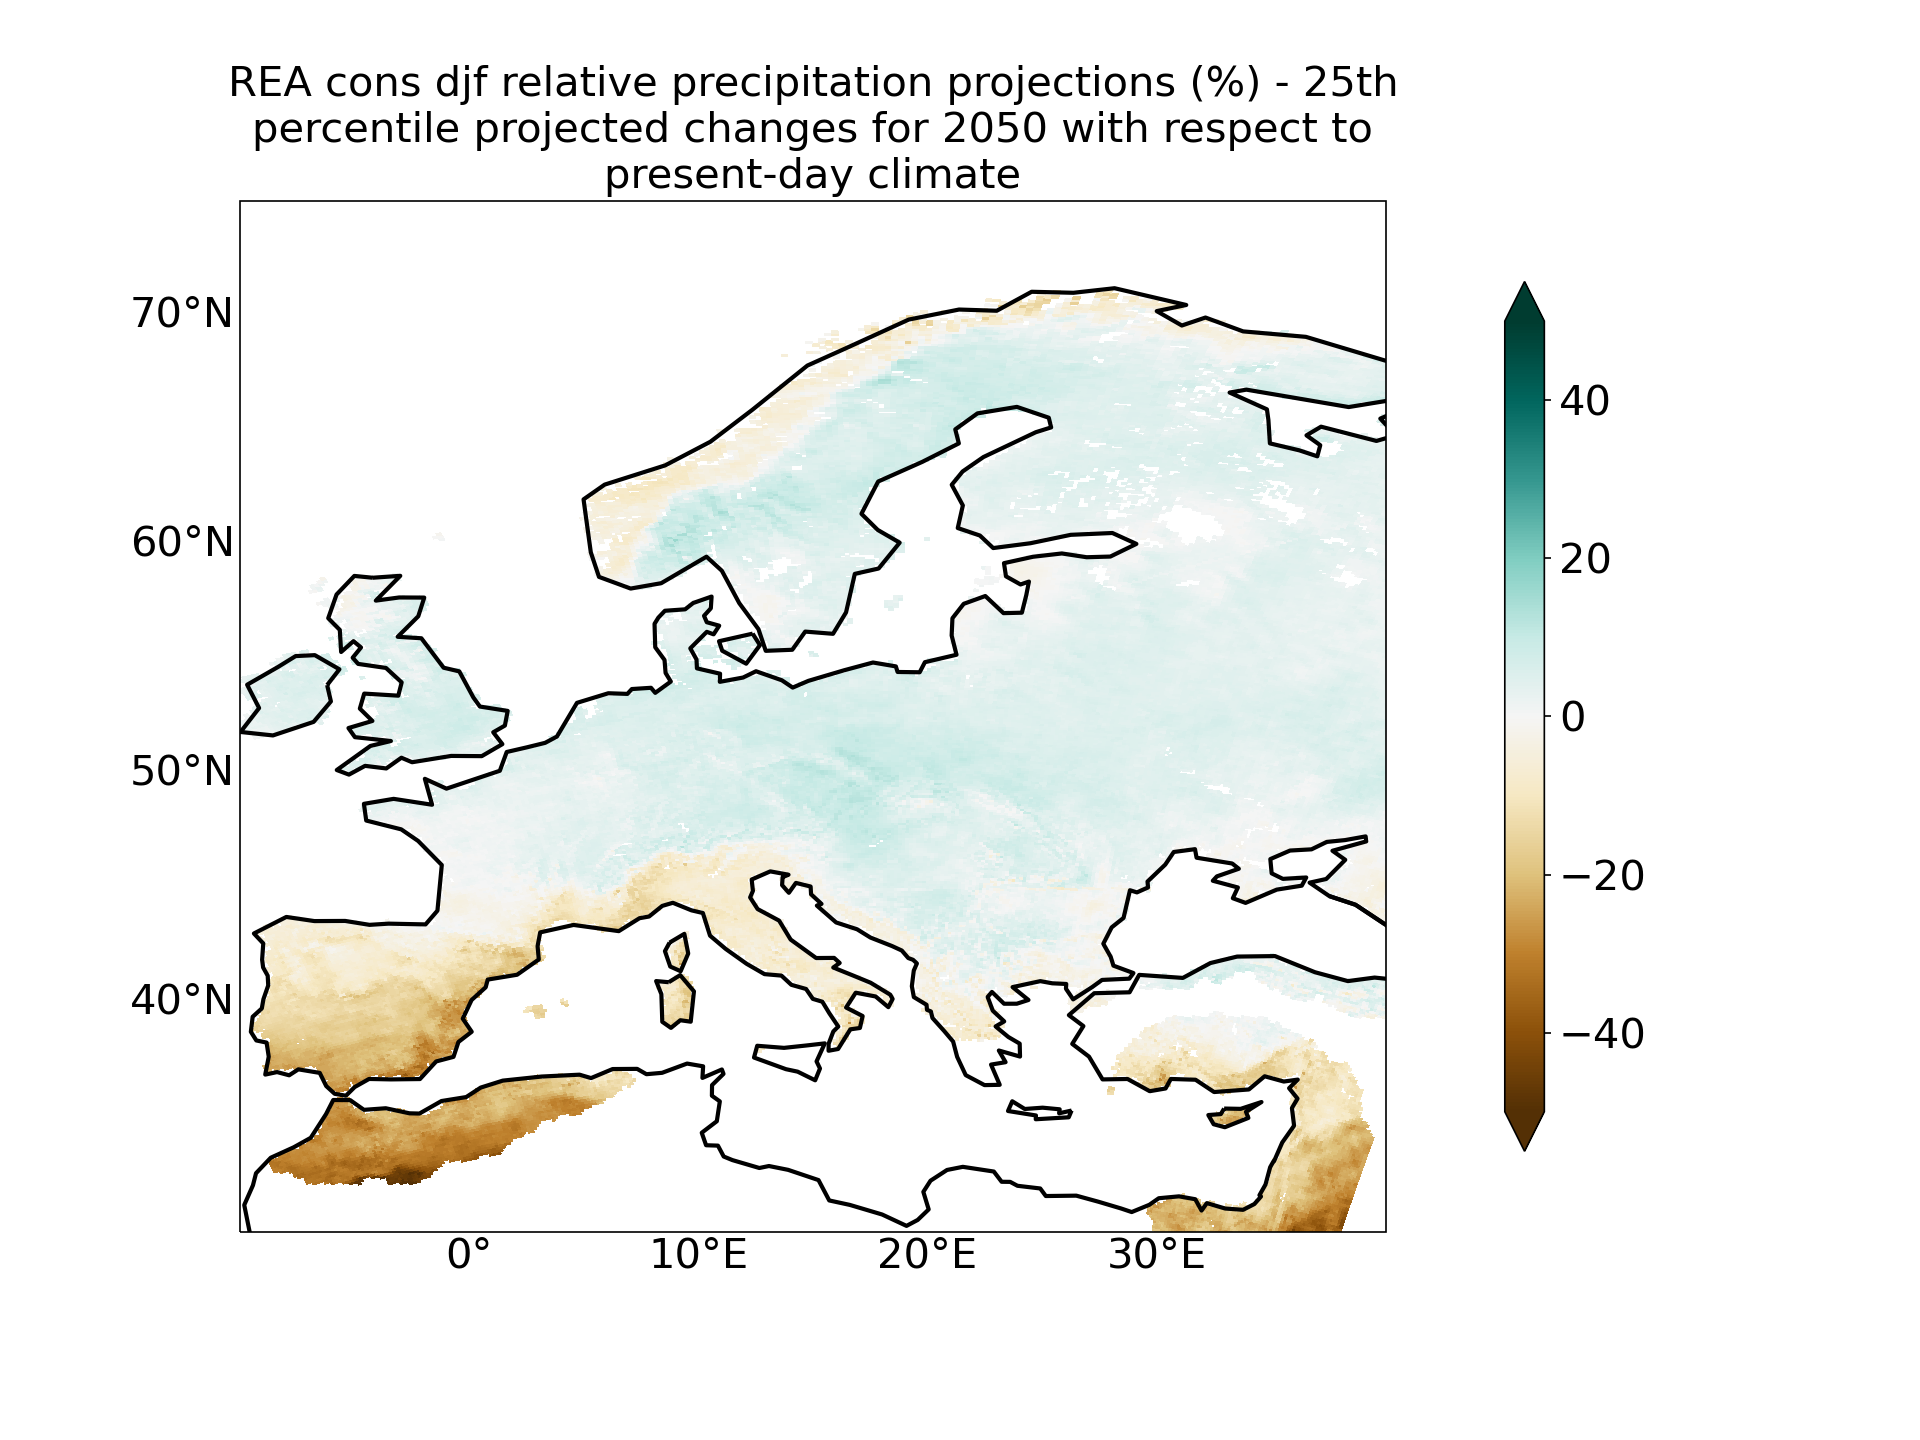 REA cons djf relative precipitation projections (%) - 25th
percentile projected changes for 2050 with respect to
present-day climate
70°N
60°N
50°N
40°N
0°
10°E
20°E
30°E
40
20
0
−20
−40